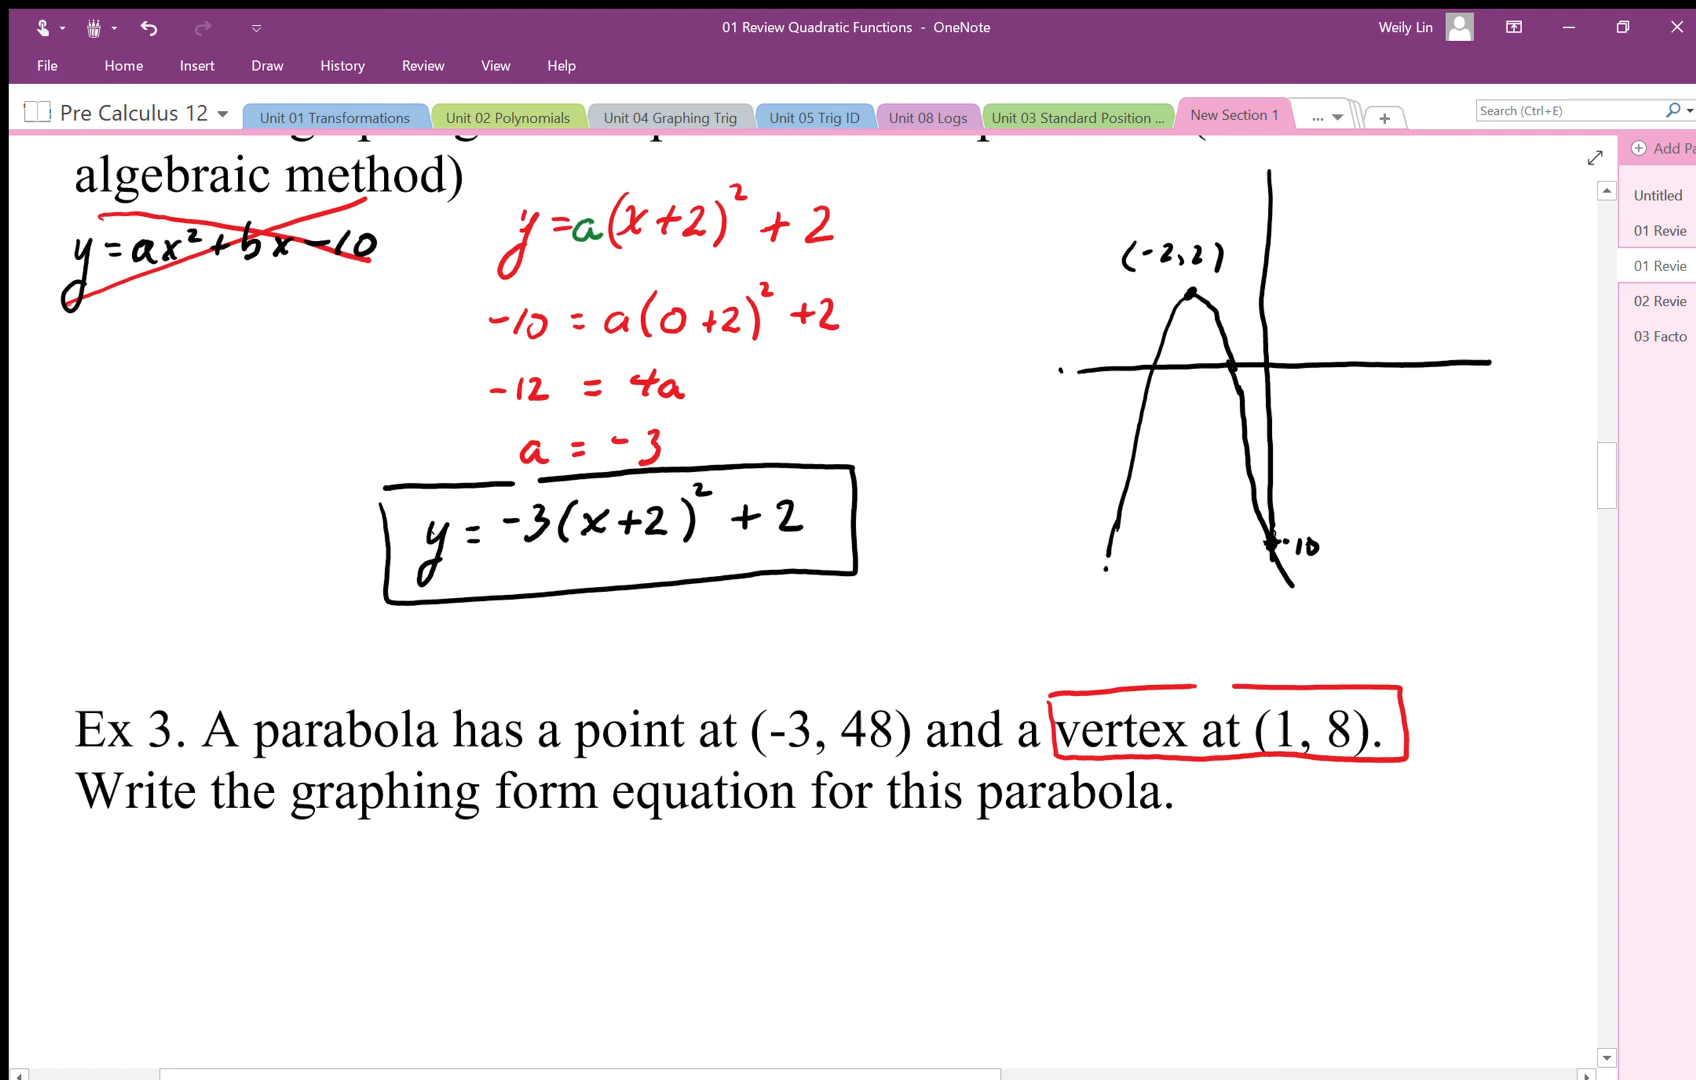 01 Review Quadratic Functions - OneNote
Weily Lin
File Home Insert Draw History Review View Help
Pre Calculus 12
Unit 01 Transformations
Unit 02 Polynomials
Unit 04 Graphing Trig
Unit 05 Trig ID
Unit 08 Logs
Unit 03 Standard Position ...
New Section 1
...
Search (Ctrl+E)
Add Pa
Untitled
01 Revie
01 Revie
02 Revie
03 Facto
algebraic method)
y = ax² + bx - 10
y = a(x+2)² + 2
-10 = a(0+2)² + 2
-12 = 4a
a = -3
y = -3(x+2)² + 2
(-2,2)
-10
Ex 3. A parabola has a point at (-3, 48) and a vertex at (1, 8).
Write the graphing form equation for this parabola.